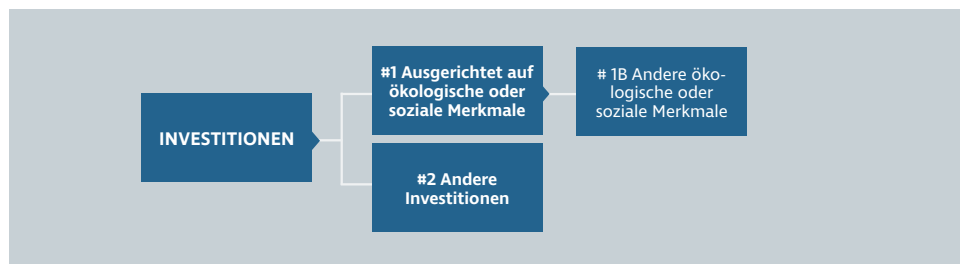 INVESTITIONEN
#1 Ausgerichtet auf
ökologische oder
soziale Merkmale
# 1B Andere öko-
logische oder
soziale Merkmale
#2 Andere
Investitionen